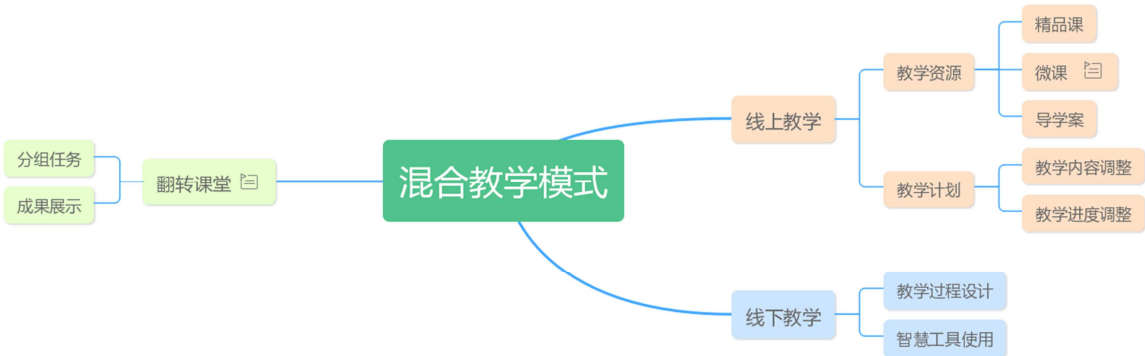 混合教学模式
线上教学
教学资源
精品课
微课
导学案
教学计划
教学内容调整
教学进度调整
线下教学
教学过程设计
智慧工具使用
翻转课堂
分组任务
成果展示